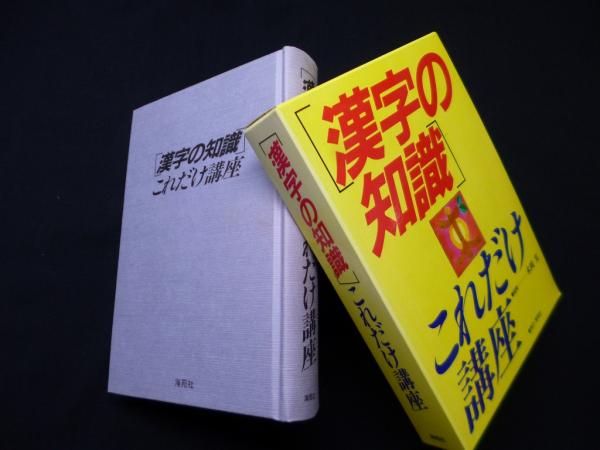 ［漢字の知識］
これだけ講座
海苑社
［漢字の
知識］
これだけ
講座
［漢字の知識］これだけ講座